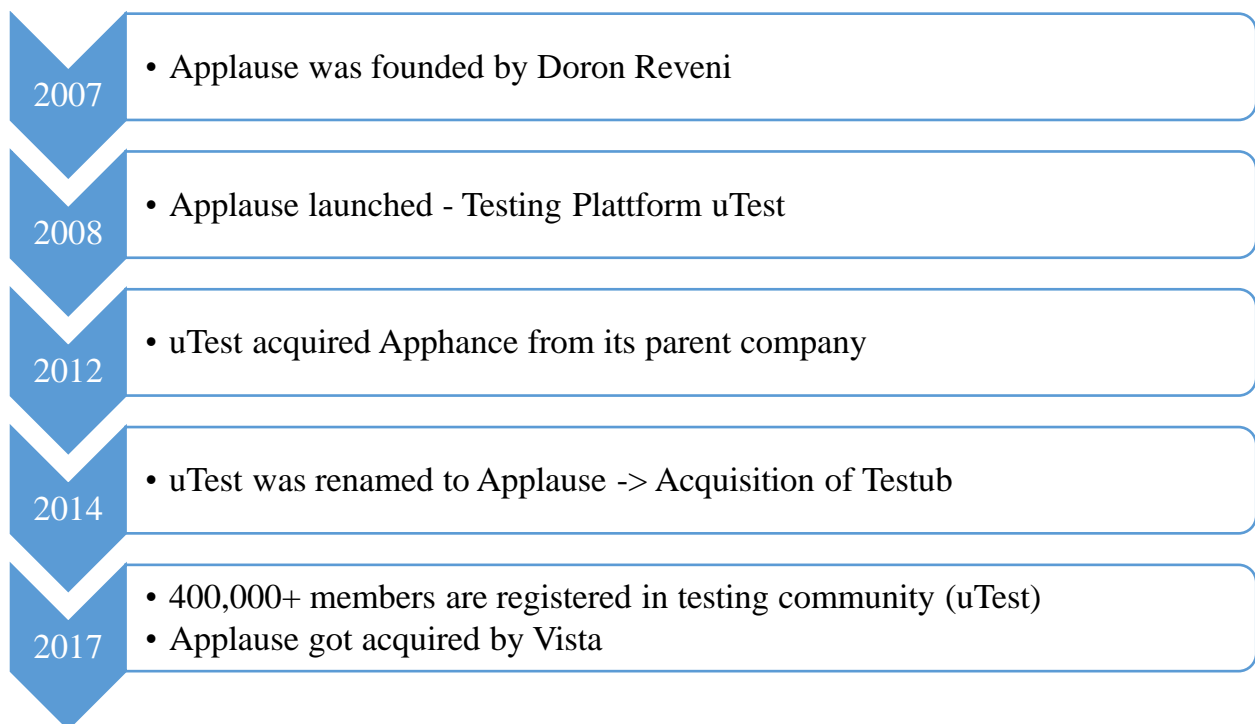 2007
• Applause was founded by Doron Reveni
2008
• Applause launched - Testing Plattform uTest
2012
• uTest acquired Apphance from its parent company
2014
• uTest was renamed to Applause -> Acquisition of Testub
2017
• 400,000+ members are registered in testing community (uTest)
• Applause got acquired by Vista